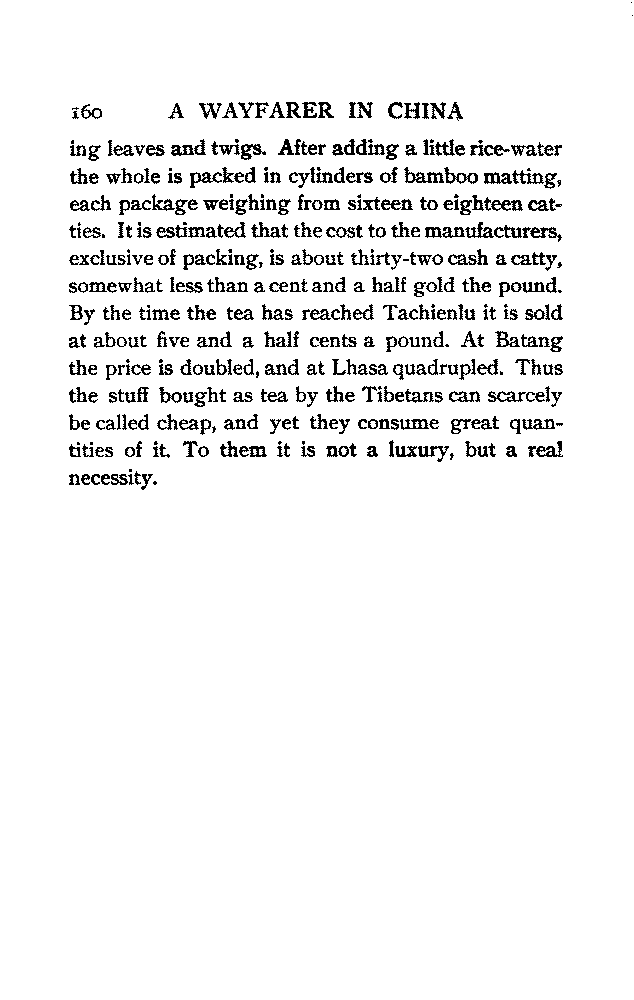 160 A WAYFARER IN CHINA
ing leaves and twigs. After adding a little rice-water
the whole is packed in cylinders of bamboo matting,
each package weighing from sixteen to eighteen cat-
ties. It is estimated that the cost to the manufacturers,
exclusive of packing, is about thirty-two cash a catty,
somewhat less than a cent and a half gold the pound.
By the time the tea has reached Tachienlu it is sold
at about five and a half cents a pound. At Batang
the price is doubled, and at Lhasa quadrupled. Thus
the stuff bought as tea by the Tibetans can scarcely
be called cheap, and yet they consume great quan-
tities of it. To them it is not a luxury, but a real
necessity.